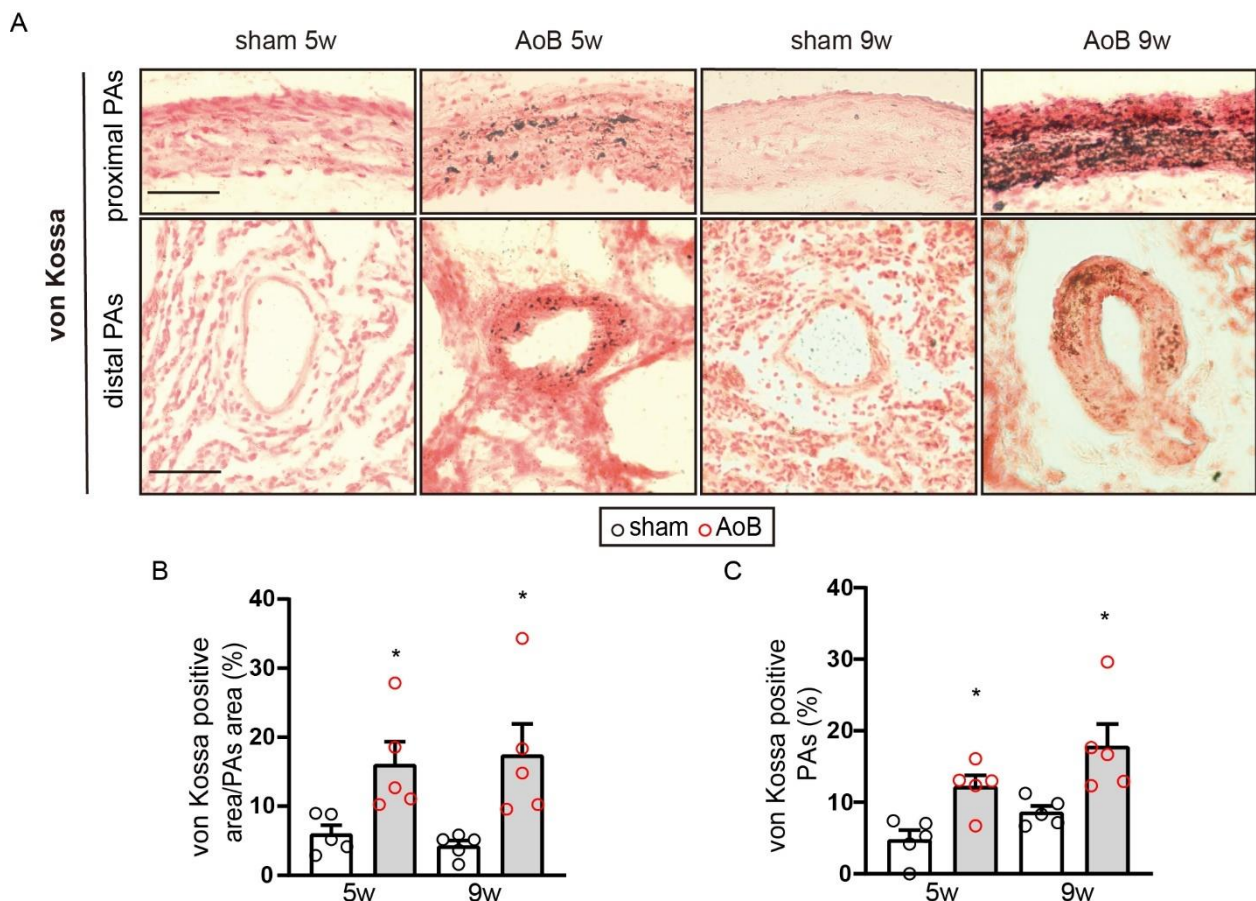 A
sham 5w AoB 5w sham 9w AoB 9w
von Kossa
proximal PAs
distal PAs
sham AoB
B
von Kossa positive
area/PAs area (%)
40
30
20
10
0
* *
5w 9w
C
von Kossa positive
PAs (%)
40
30
20
10
0
* *
5w 9w